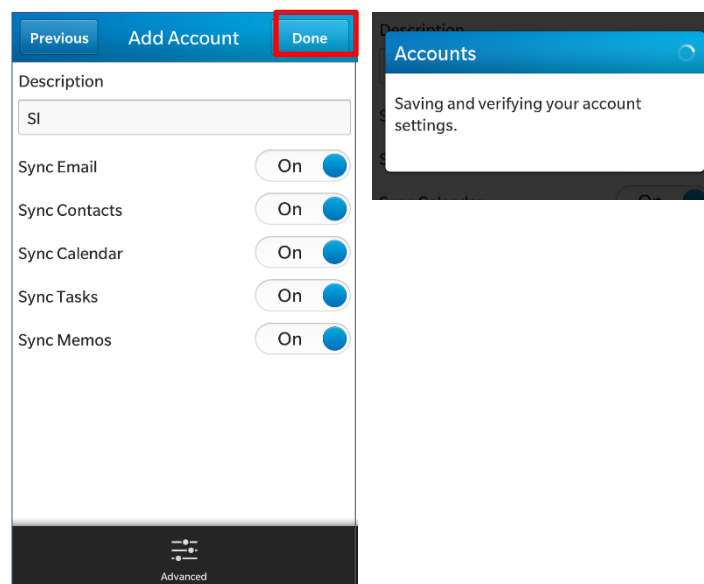 Previous Add Account Done
Description
SI
Sync Email On
Sync Contacts On
Sync Calendar On
Sync Tasks On
Sync Memos On
Advanced
Description
Accounts
Saving and verifying your account
settings.